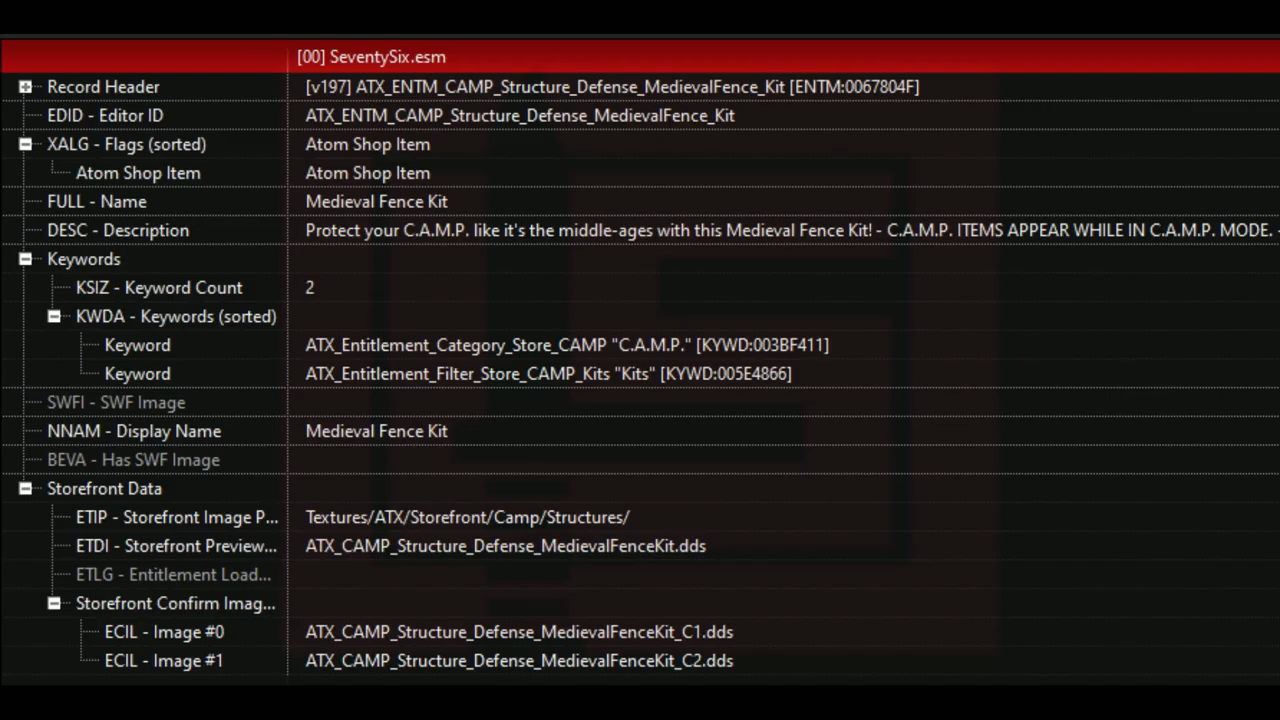 [00] SeventySix.esm
Record Header [v197] ATX_ENTM_CAMP_Structure_Defense_MedievalFence_Kit [ENTM:0067804F]
EDID - Editor ID ATX_ENTM_CAMP_Structure_Defense_MedievalFence_Kit
XALG - Flags (sorted) Atom Shop Item
Atom Shop Item Atom Shop Item
FULL - Name Medieval Fence Kit
DESC - Description Protect your C.A.M.P. like it's the middle-ages with this Medieval Fence Kit! - C.A.M.P. ITEMS APPEAR WHILE IN C.A.M.P. MODE. -
Keywords
KSIZ - Keyword Count 2
KWDA - Keywords (sorted)
Keyword ATX_Entitlement_Category_Store_CAMP "C.A.M.P." [KYWD:003BF411]
Keyword ATX_Entitlement_Filter_Store_CAMP_Kits "Kits" [KYWD:005E4866]
SWFI - SWF Image
NNAM - Display Name Medieval Fence Kit
BEVA - Has SWF Image
Storefront Data
ETIP - Storefront Image P... Textures/ATX/Storefront/Camp/Structures/
ETDI - Storefront Preview... ATX_CAMP_Structure_Defense_MedievalFenceKit.dds
ETLG - Entitlement Load...
Storefront Confirm Imag...
ECIL - Image #0 ATX_CAMP_Structure_Defense_MedievalFenceKit_C1.dds
ECIL - Image #1 ATX_CAMP_Structure_Defense_MedievalFenceKit_C2.dds